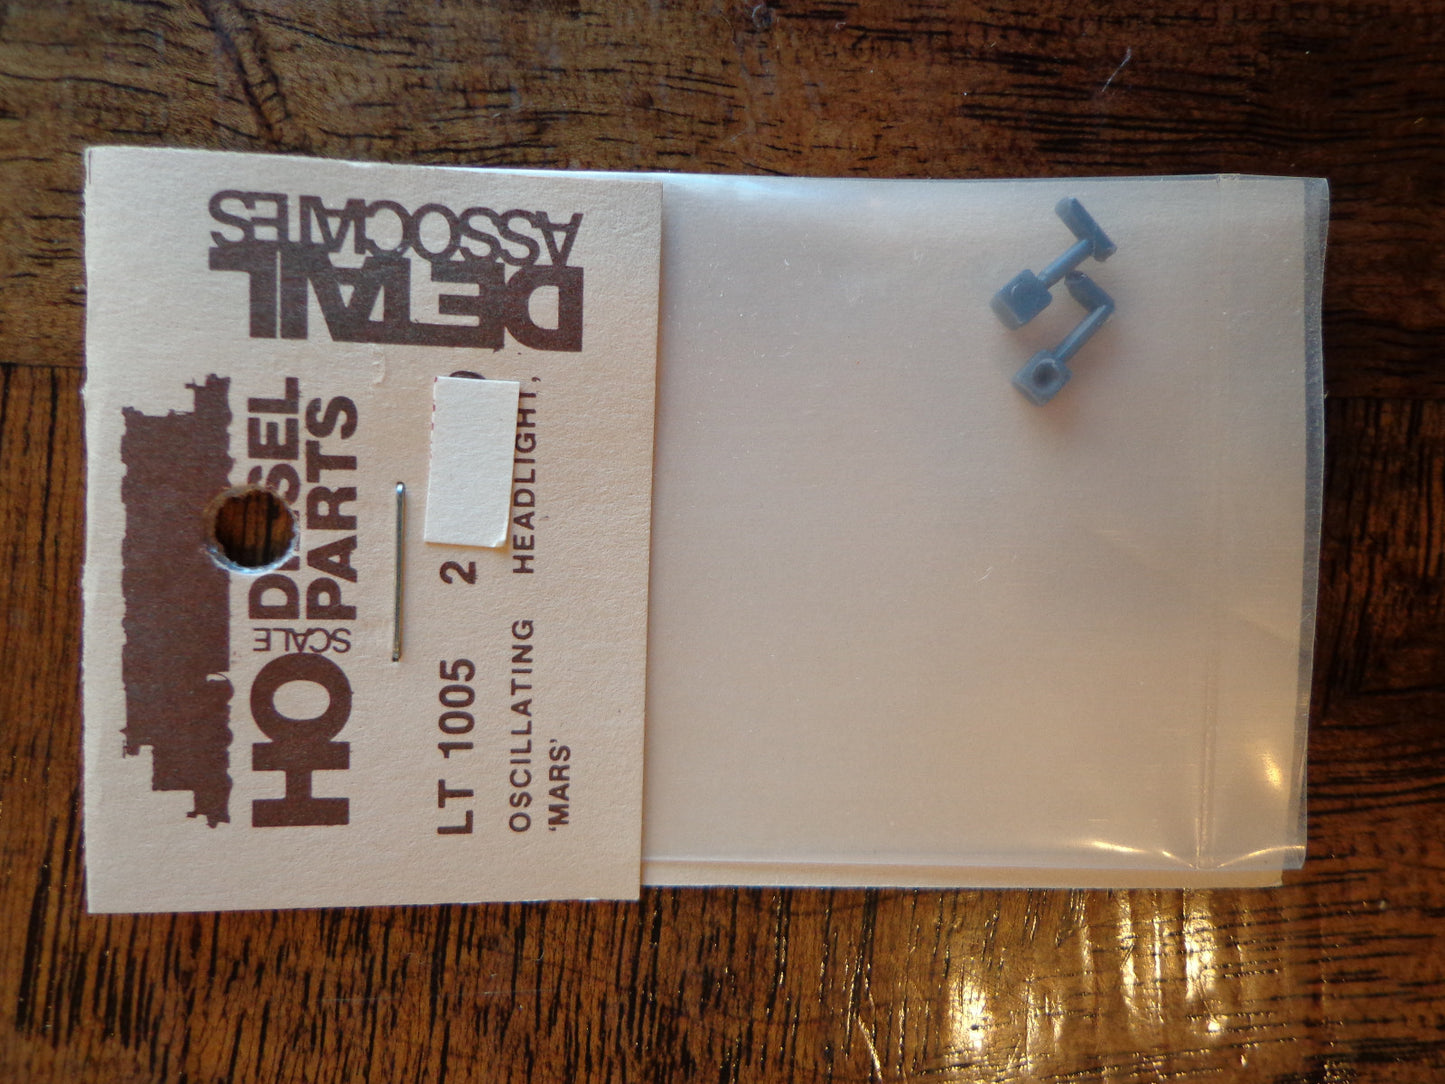 DETAIL
ASSOCIATES
HO SCALE DIESEL
PARTS
LT 1005 2
OSCILLATING HEADLIGHT,
‘MARS’